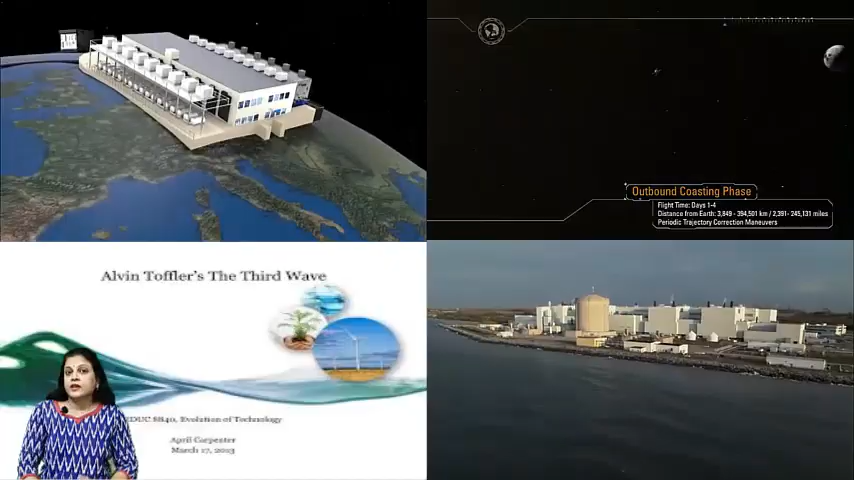 Outbound Coasting Phase
Flight Time: Days 1-4
Distance from Earth: 3,849 - 394,501 km / 2,391- 245,131 miles
Periodic Trajectory Correction Maneuvers
Alvin Toffler's The Third Wave
EDUC 8840, Evolution of Technology
April Carpenter
March 17, 2013